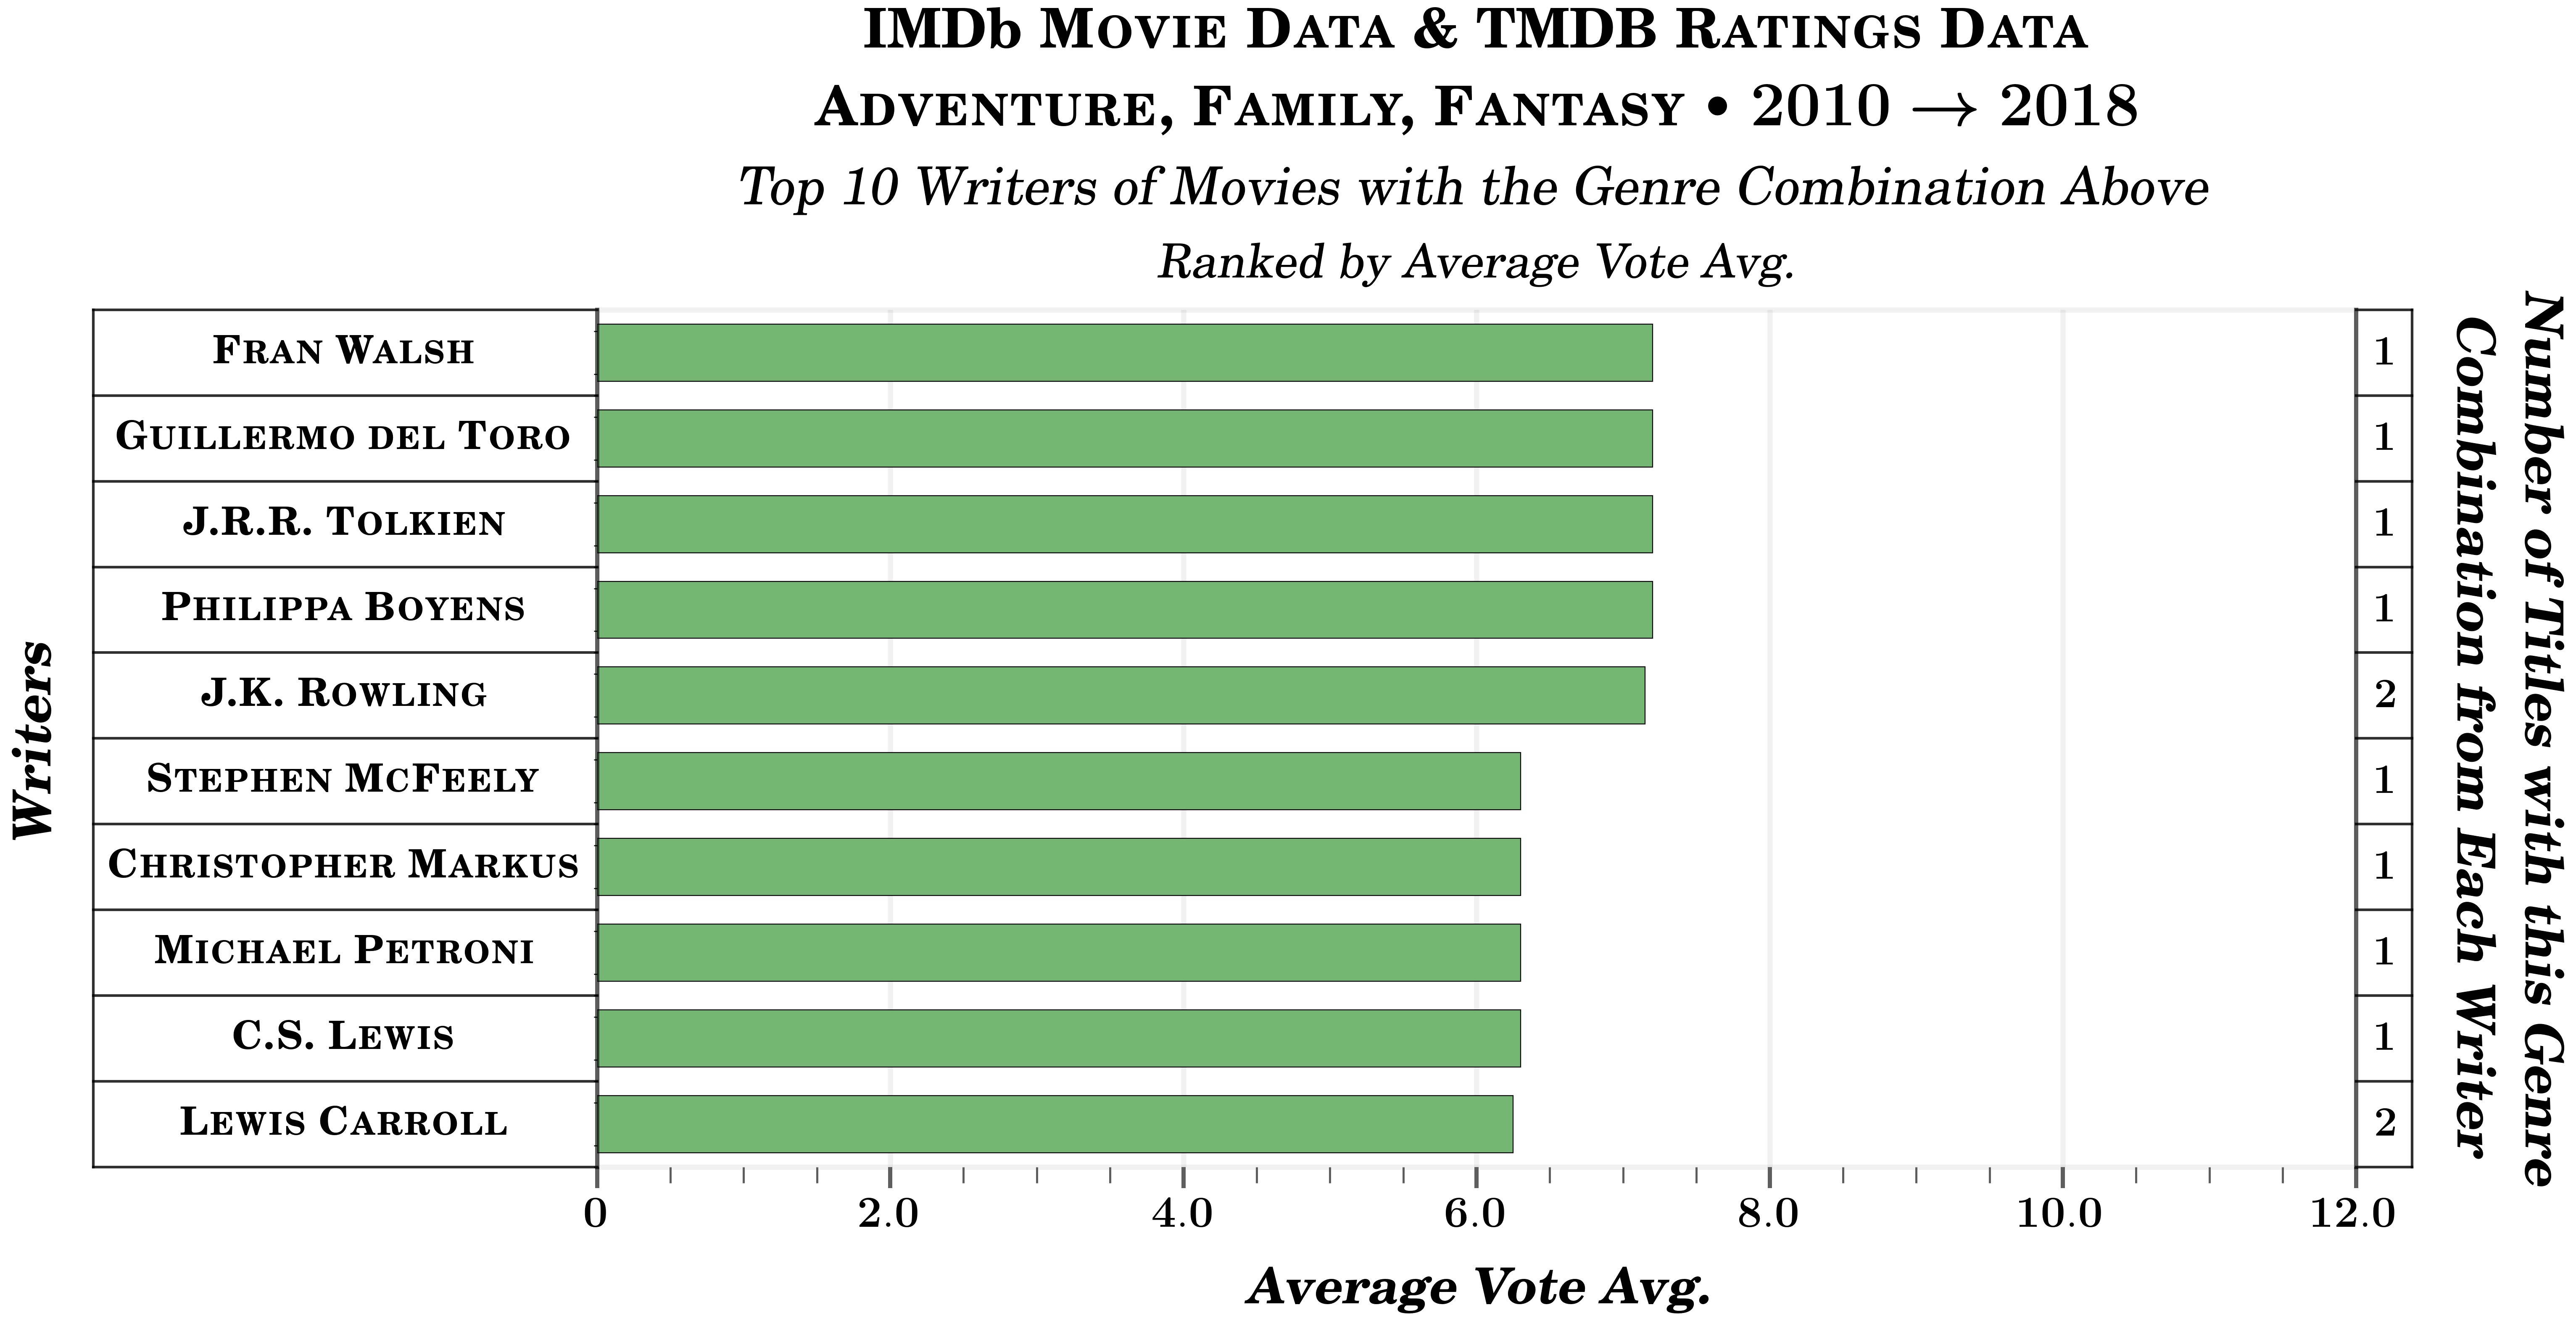 IMDb Movie Data & TMDB Ratings Data
Adventure, Family, Fantasy • 2010 → 2018
Top 10 Writers of Movies with the Genre Combination Above
Ranked by Average Vote Avg.
Writers
Fran Walsh 1
Guillermo del Toro 1
J.R.R. Tolkien 1
Philippa Boyens 1
J.K. Rowling 2
Stephen McFeely 1
Christopher Markus 1
Michael Petroni 1
C.S. Lewis 1
Lewis Carroll 2
Number of Titles with this Genre
Combination from Each Writer
0 2.0 4.0 6.0 8.0 10.0 12.0
Average Vote Avg.